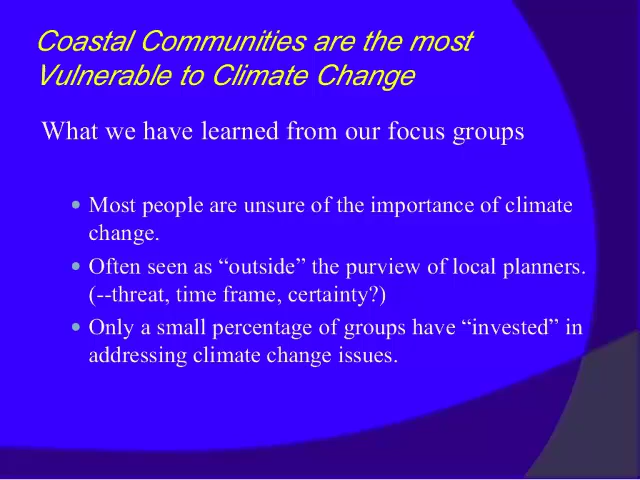 Coastal Communities are the most
Vulnerable to Climate Change
What we have learned from our focus groups
• Most people are unsure of the importance of climate
change.
• Often seen as “outside” the purview of local planners.
(--threat, time frame, certainty?)
• Only a small percentage of groups have “invested” in
addressing climate change issues.